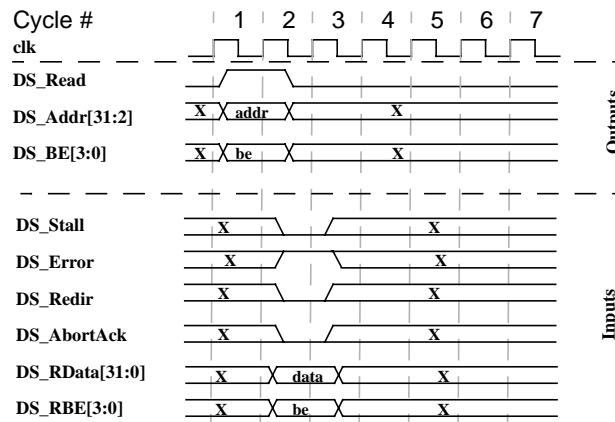 Cycle # 1 2 3 4 5 6 7
clk
DS_Read
DS_Addr[31:2] X addr X
DS_BE[3:0] X be X
Outputs
DS_Stall X X
DS_Error X X
DS_Redir X X
DS_AbortAck X X
DS_RData[31:0] X data X
DS_RBE[3:0] X be X
Inputs